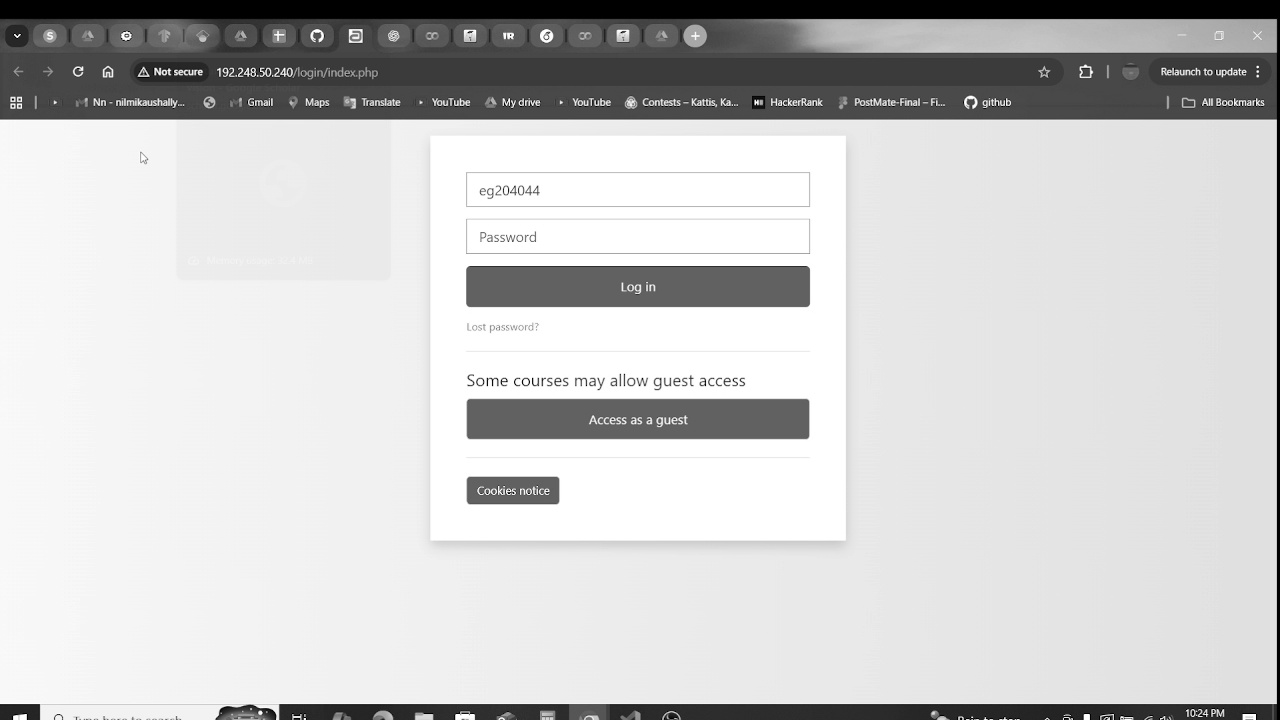 Not secure 192.248.50.240/login/index.php Relaunch to update
Nn - nilmikaushally... Gmail Maps Translate YouTube My drive YouTube Contests – Kattis, Ka... HackerRank PostMate-Final – Fi... github All Bookmarks
eg204044
Password
Log in
Lost password?
Some courses may allow guest access
Access as a guest
Cookies notice
Type here to search
Rain to stop
10:24 PM